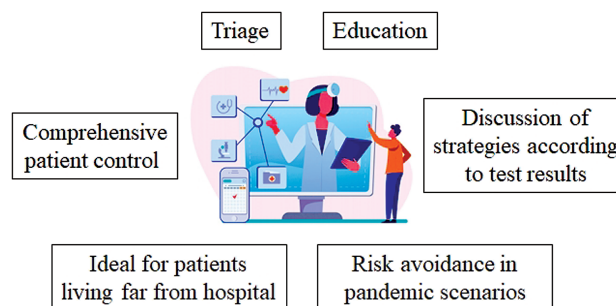 Triage
Education
Comprehensive
patient control
Discussion of
strategies according
to test results
Ideal for patients
living far from hospital
Risk avoidance in
pandemic scenarios